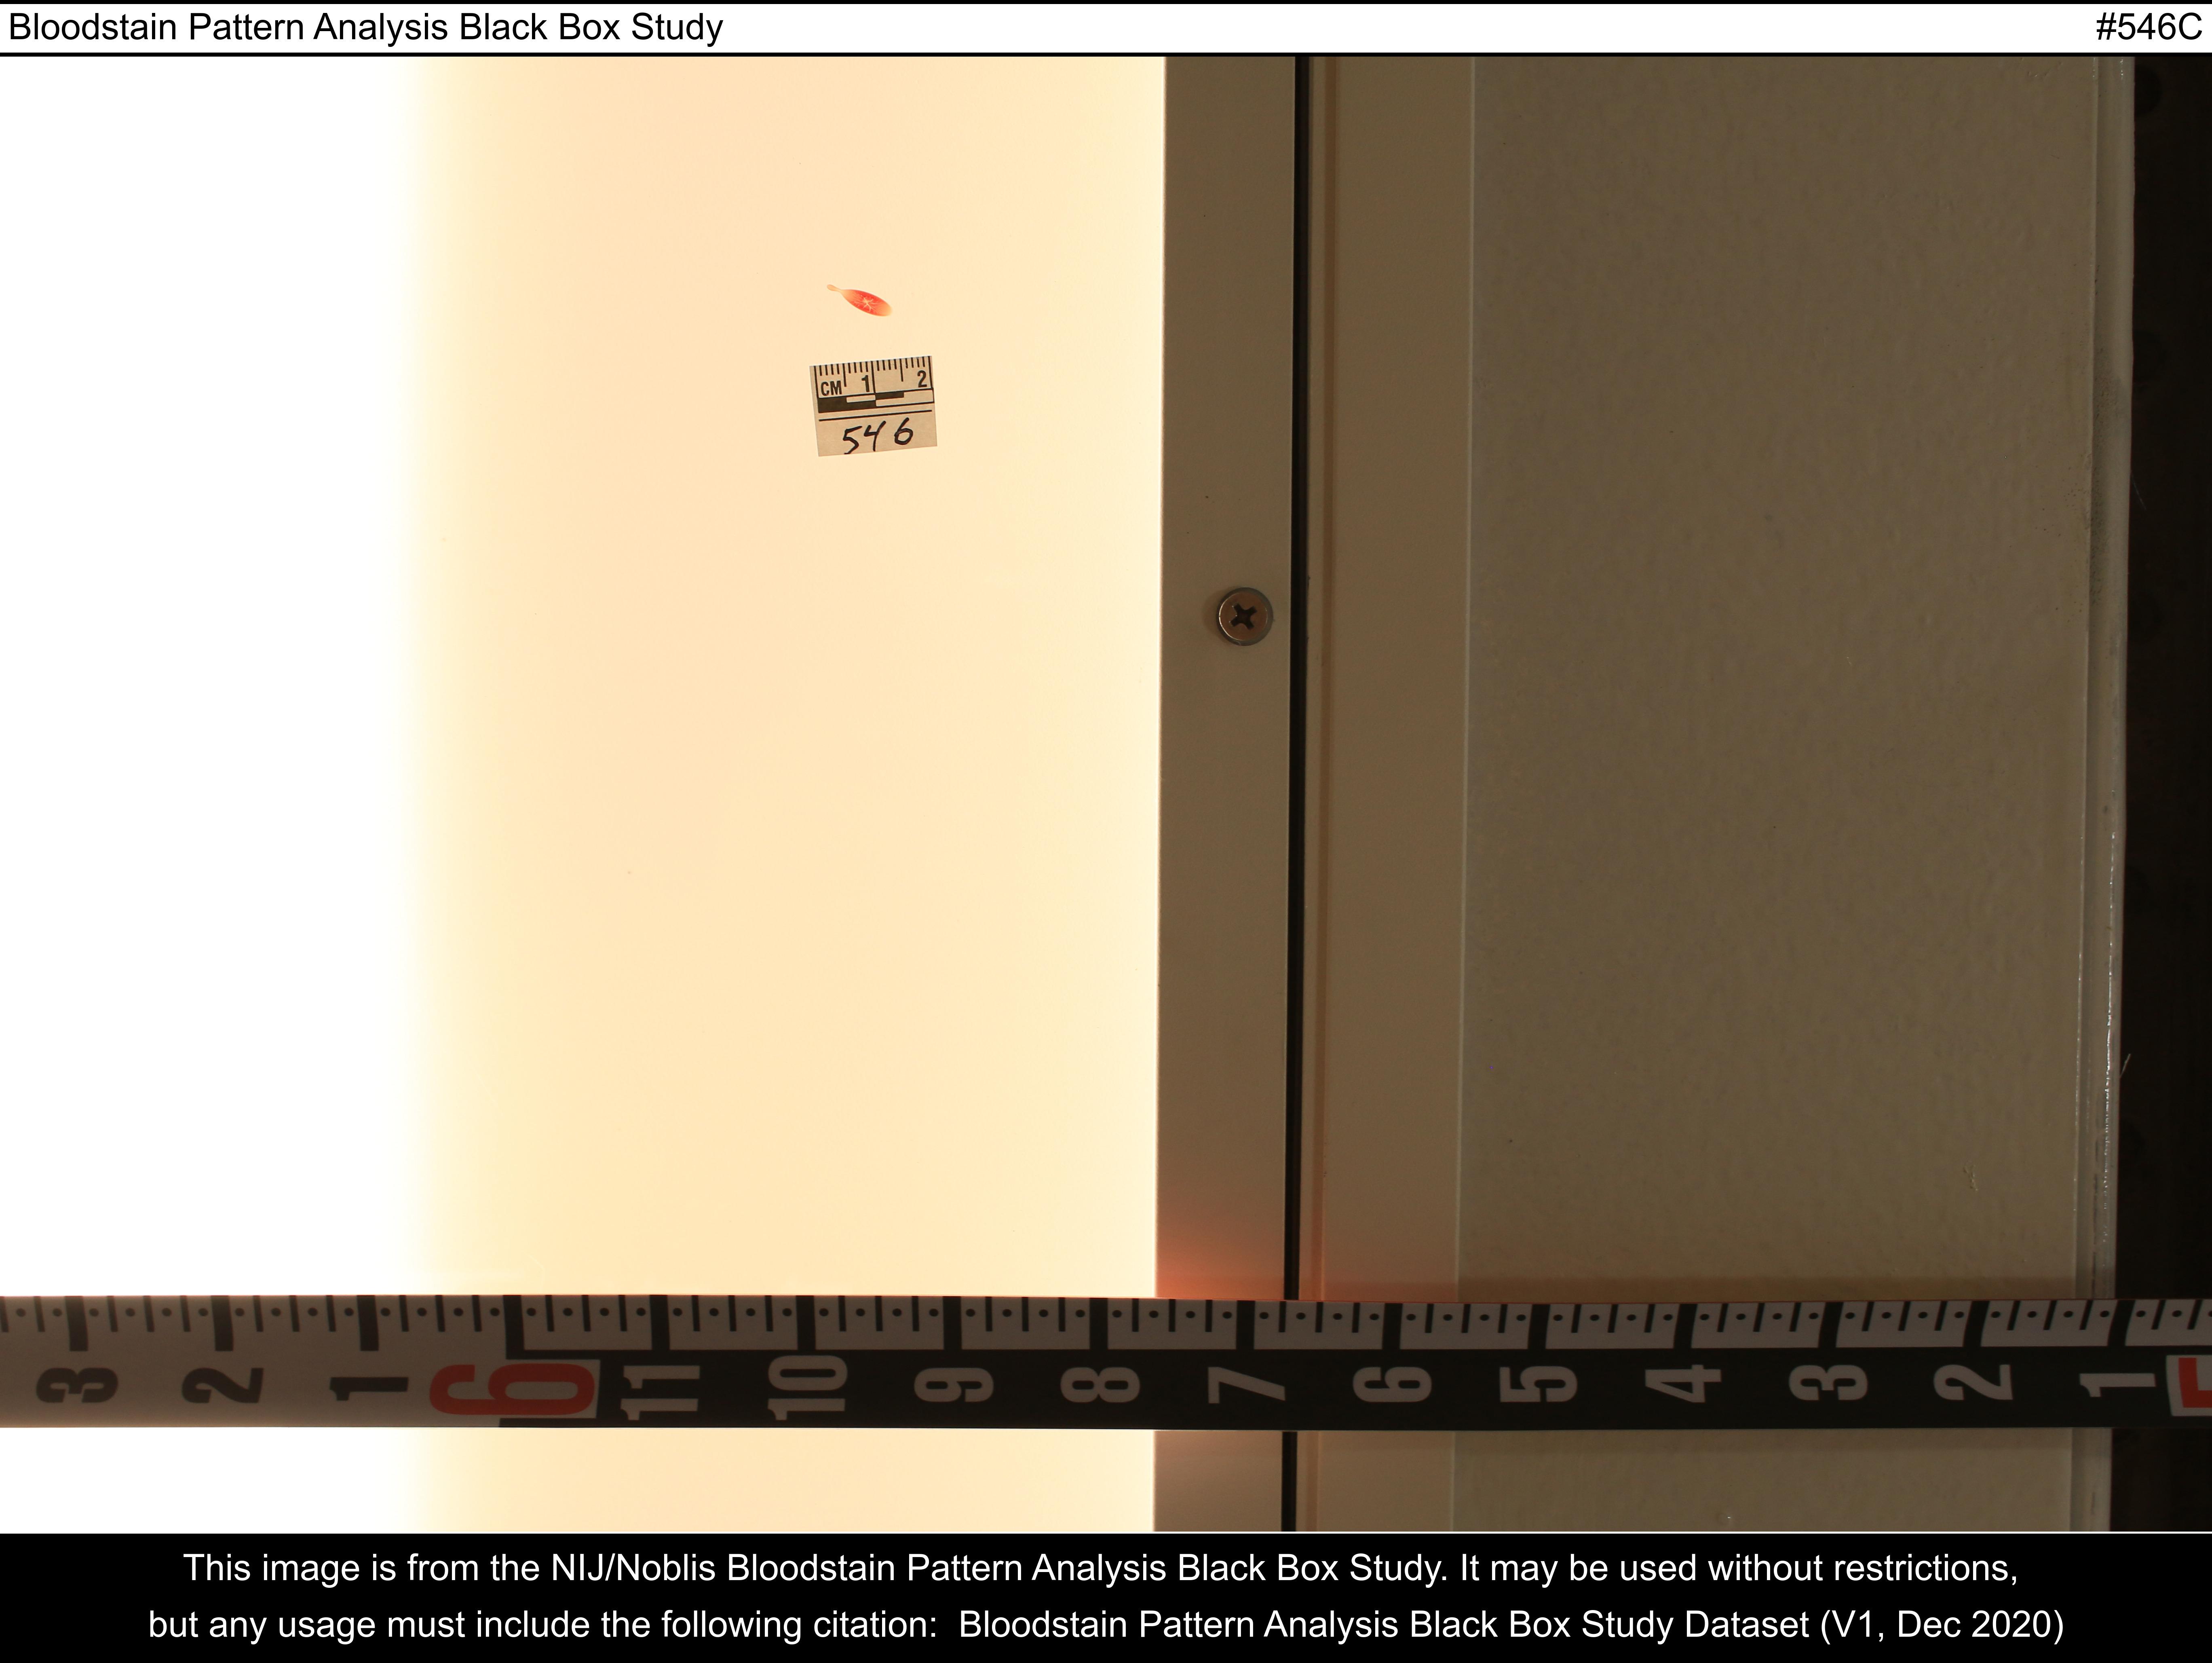 Bloodstain Pattern Analysis Black Box Study #546C
CM 1 2
546
3 2 1 6 11 10 9 8 7 6 5 4 3 2 1
This image is from the NIJ/Noblis Bloodstain Pattern Analysis Black Box Study. It may be used without restrictions,
but any usage must include the following citation: Bloodstain Pattern Analysis Black Box Study Dataset (V1, Dec 2020)